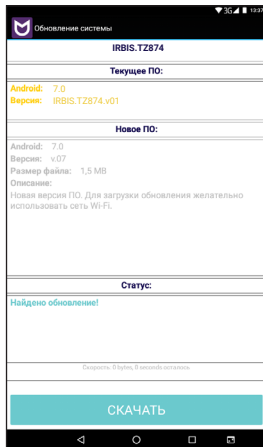 3G 13:37
Обновление системы
IRBIS.TZ874
Текущее ПО:
Android: 7.0
Версия: IRBIS.TZ874.v01
Новое ПО:
Android: 7.0
Версия: v.07
Размер файла: 1,5 MB
Описание:
Новая версия ПО. Для загрузки обновления желательно
использовать сеть Wi-Fi.
Статус:
Найдено обновление!
Скорость: 0 bytes, 0 seconds осталось.
СКАЧАТЬ